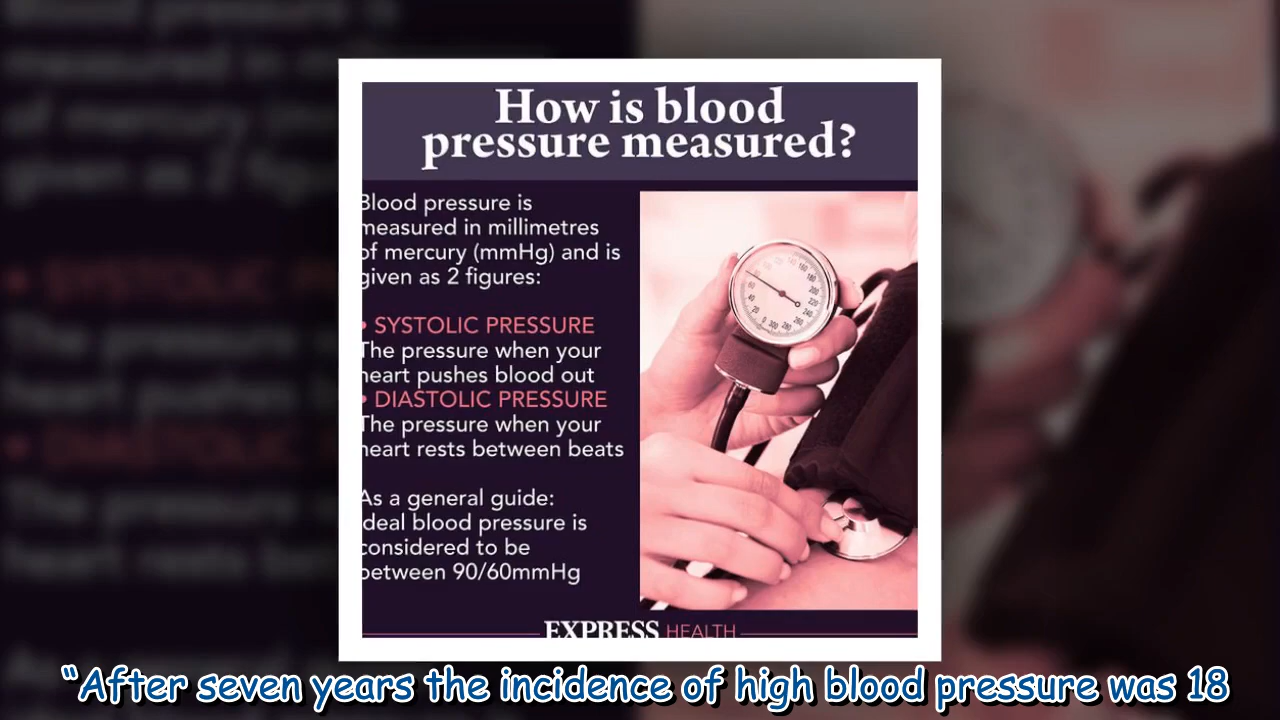 How is blood
pressure measured?
Blood pressure is
measured in millimetres
of mercury (mmHg) and is
given as 2 figures:
• SYSTOLIC PRESSURE
The pressure when your
heart pushes blood out
• DIASTOLIC PRESSURE
The pressure when your
heart rests between beats
As a general guide:
ideal blood pressure is
considered to be
between 90/60mmHg
EXPRESS HEALTH
“After seven years the incidence of high blood pressure was 18